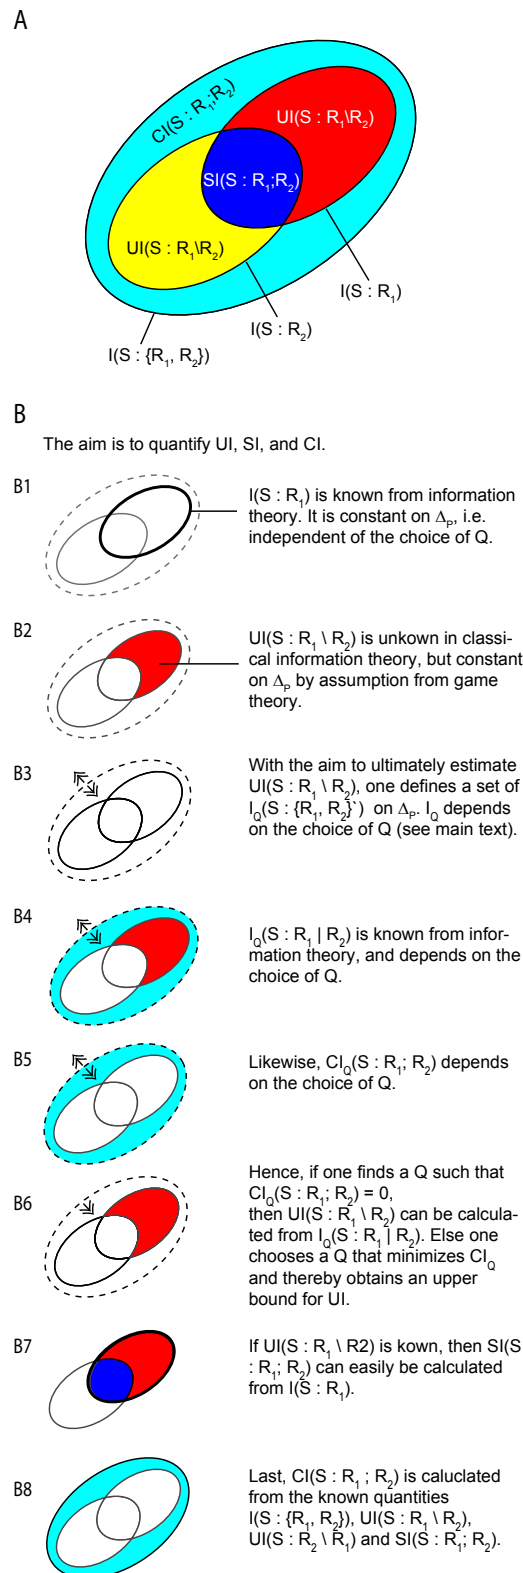 A
CI(S : R₁;R₂)
UI(S : R₁\R₂)
SI(S : R₁;R₂)
UI(S : R₁\R₂)
I(S : R₁)
I(S : R₂)
I(S : {R₁, R₂})
B
The aim is to quantify UI, SI, and CI.
B1
I(S : R₁) is known from information
theory. It is constant on Δₚ, i.e.
independent of the choice of Q.
B2
UI(S : R₁ \ R₂) is unkown in classi-
cal information theory, but constant
on Δₚ by assumption from game
theory.
B3
With the aim to ultimately estimate
UI(S : R₁ \ R₂), one defines a set of
I_Q(S : {R₁, R₂}`) on Δₚ. I_Q depends
on the choice of Q (see main text).
B4
I_Q(S : R₁ | R₂) is known from infor-
mation theory, and depends on the
choice of Q.
B5
Likewise, CI_Q(S : R₁; R₂) depends
on the choice of Q.
B6
Hence, if one finds a Q such that
CI_Q(S : R₁; R₂) = 0,
then UI(S : R₁ \ R₂) can be calcula-
ted from I_Q(S : R₁ | R₂). Else one
chooses a Q that minimizes CI_Q
and thereby obtains an upper
bound for UI.
B7
If UI(S : R₁ \ R2) is kown, then SI(S
: R₁; R₂) can easily be calculated
from I(S : R₁).
B8
Last, CI(S : R₁ ; R₂) is caluclated
from the known quantities
I(S : {R₁, R₂}), UI(S : R₁ \ R₂),
UI(S : R₂ \ R₁) and SI(S : R₁; R₂).